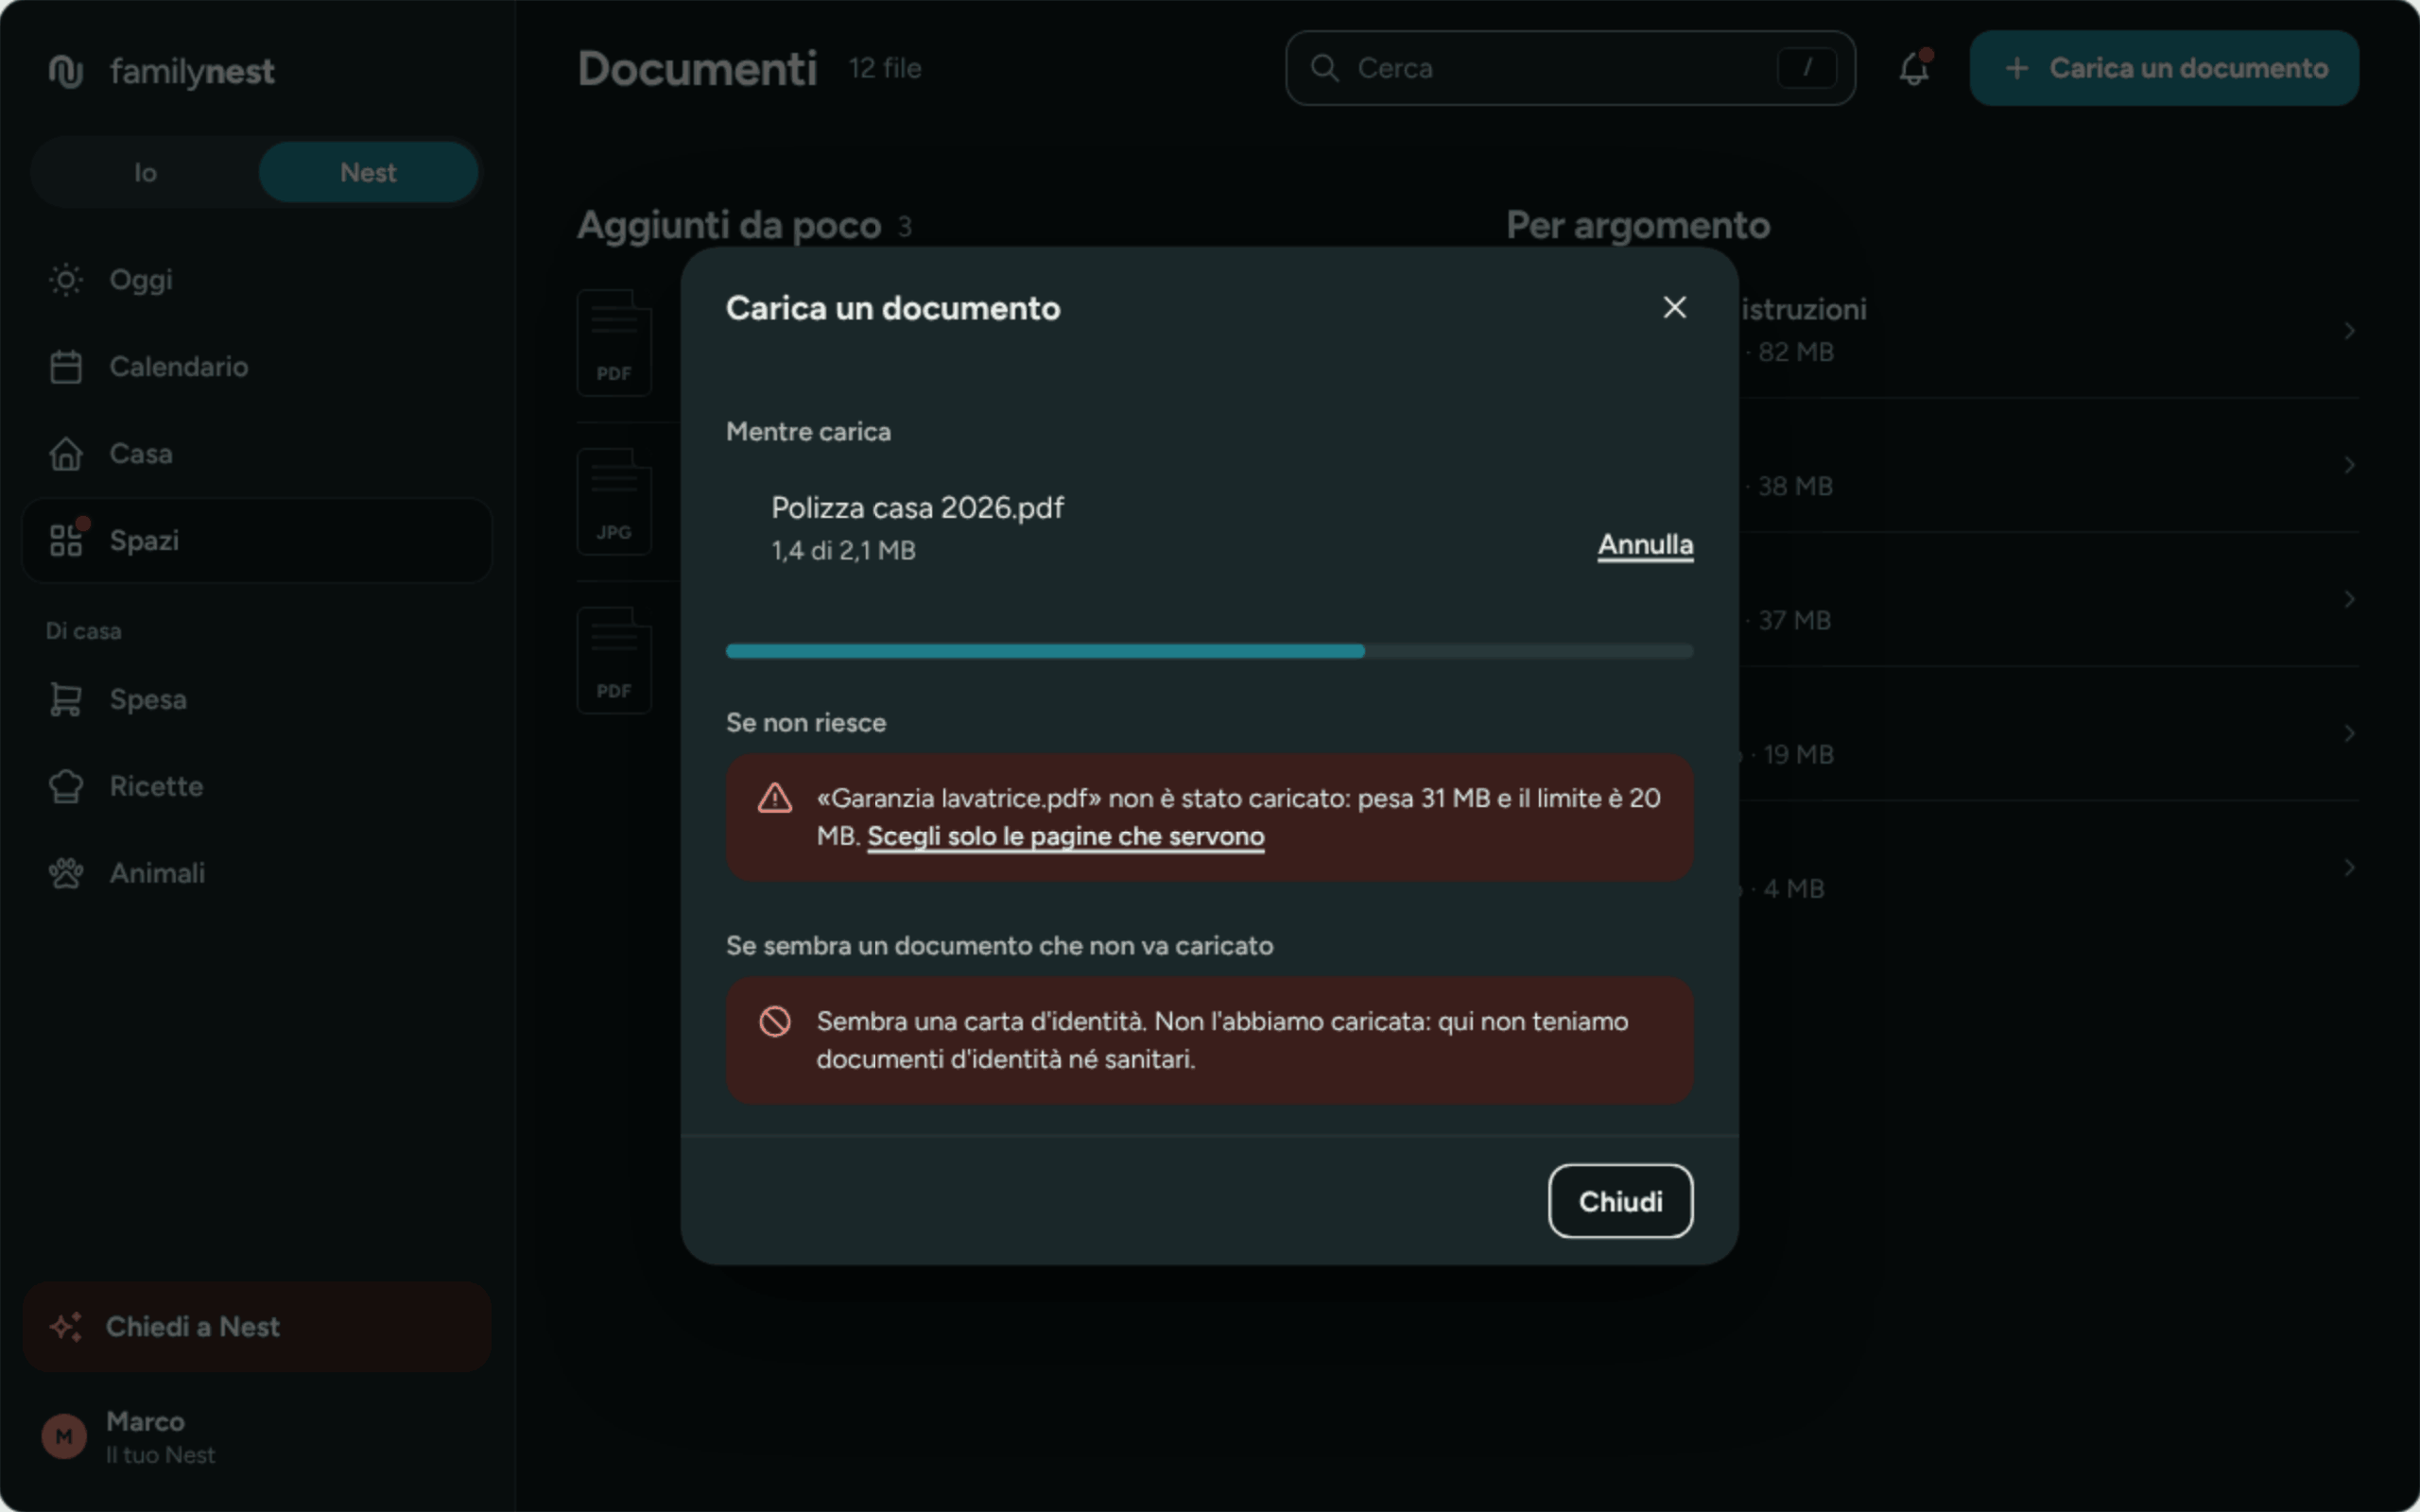 familynest
Io
Nest
Oggi
Calendario
Casa
Spazi
Di casa
Spesa
Ricette
Animali
Chiedi a Nest
M
Marco
Il tuo Nest
Documenti
12 file
Cerca
/
+ Carica un documento
Aggiunti da poco 3
PDF
JPG
PDF
Per argomento
istruzioni
· 82 MB
· 38 MB
· 37 MB
· 19 MB
· 4 MB
Carica un documento
Mentre carica
Polizza casa 2026.pdf
1,4 di 2,1 MB
Annulla
Se non riesce
«Garanzia lavatrice.pdf» non è stato caricato: pesa 31 MB e il limite è 20
MB. Scegli solo le pagine che servono
Se sembra un documento che non va caricato
Sembra una carta d'identità. Non l'abbiamo caricata: qui non teniamo
documenti d'identità né sanitari.
Chiudi